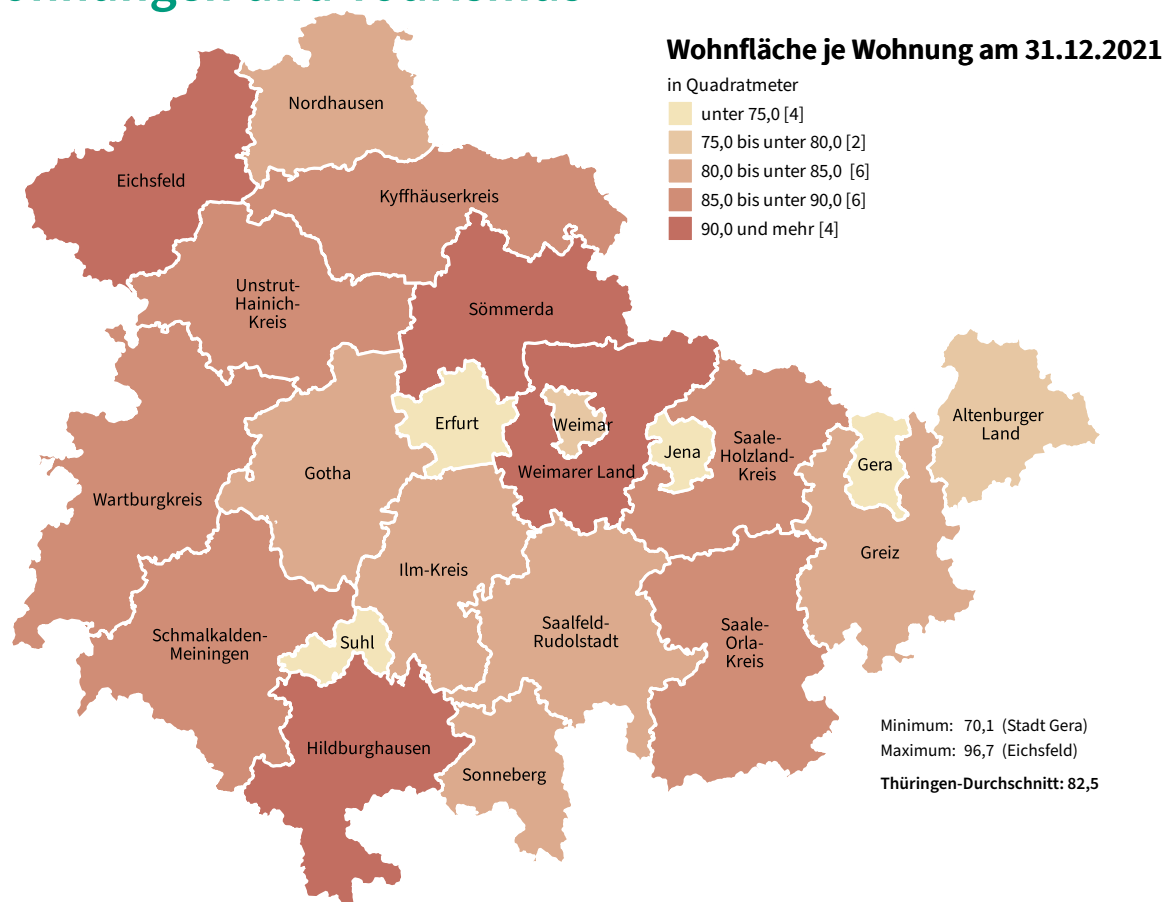 Wohnfläche je Wohnung am 31.12.2021
in Quadratmeter
unter 75,0 [4]
75,0 bis unter 80,0 [2]
80,0 bis unter 85,0 [6]
85,0 bis unter 90,0 [6]
90,0 und mehr [4]
Nordhausen
Eichsfeld
Kyffhäuserkreis
Unstrut-
Hainich-
Kreis
Sömmerda
Erfurt
Weimar
Weimarer Land
Jena
Saale-
Holzland-
Kreis
Gera
Altenburger
Land
Gotha
Wartburgkreis
Greiz
Ilm-Kreis
Schmalkalden-
Meiningen
Suhl
Saalfeld-
Rudolstadt
Saale-
Orla-
Kreis
Hildburghausen
Sonneberg
Minimum: 70,1 (Stadt Gera)
Maximum: 96,7 (Eichsfeld)
Thüringen-Durchschnitt: 82,5